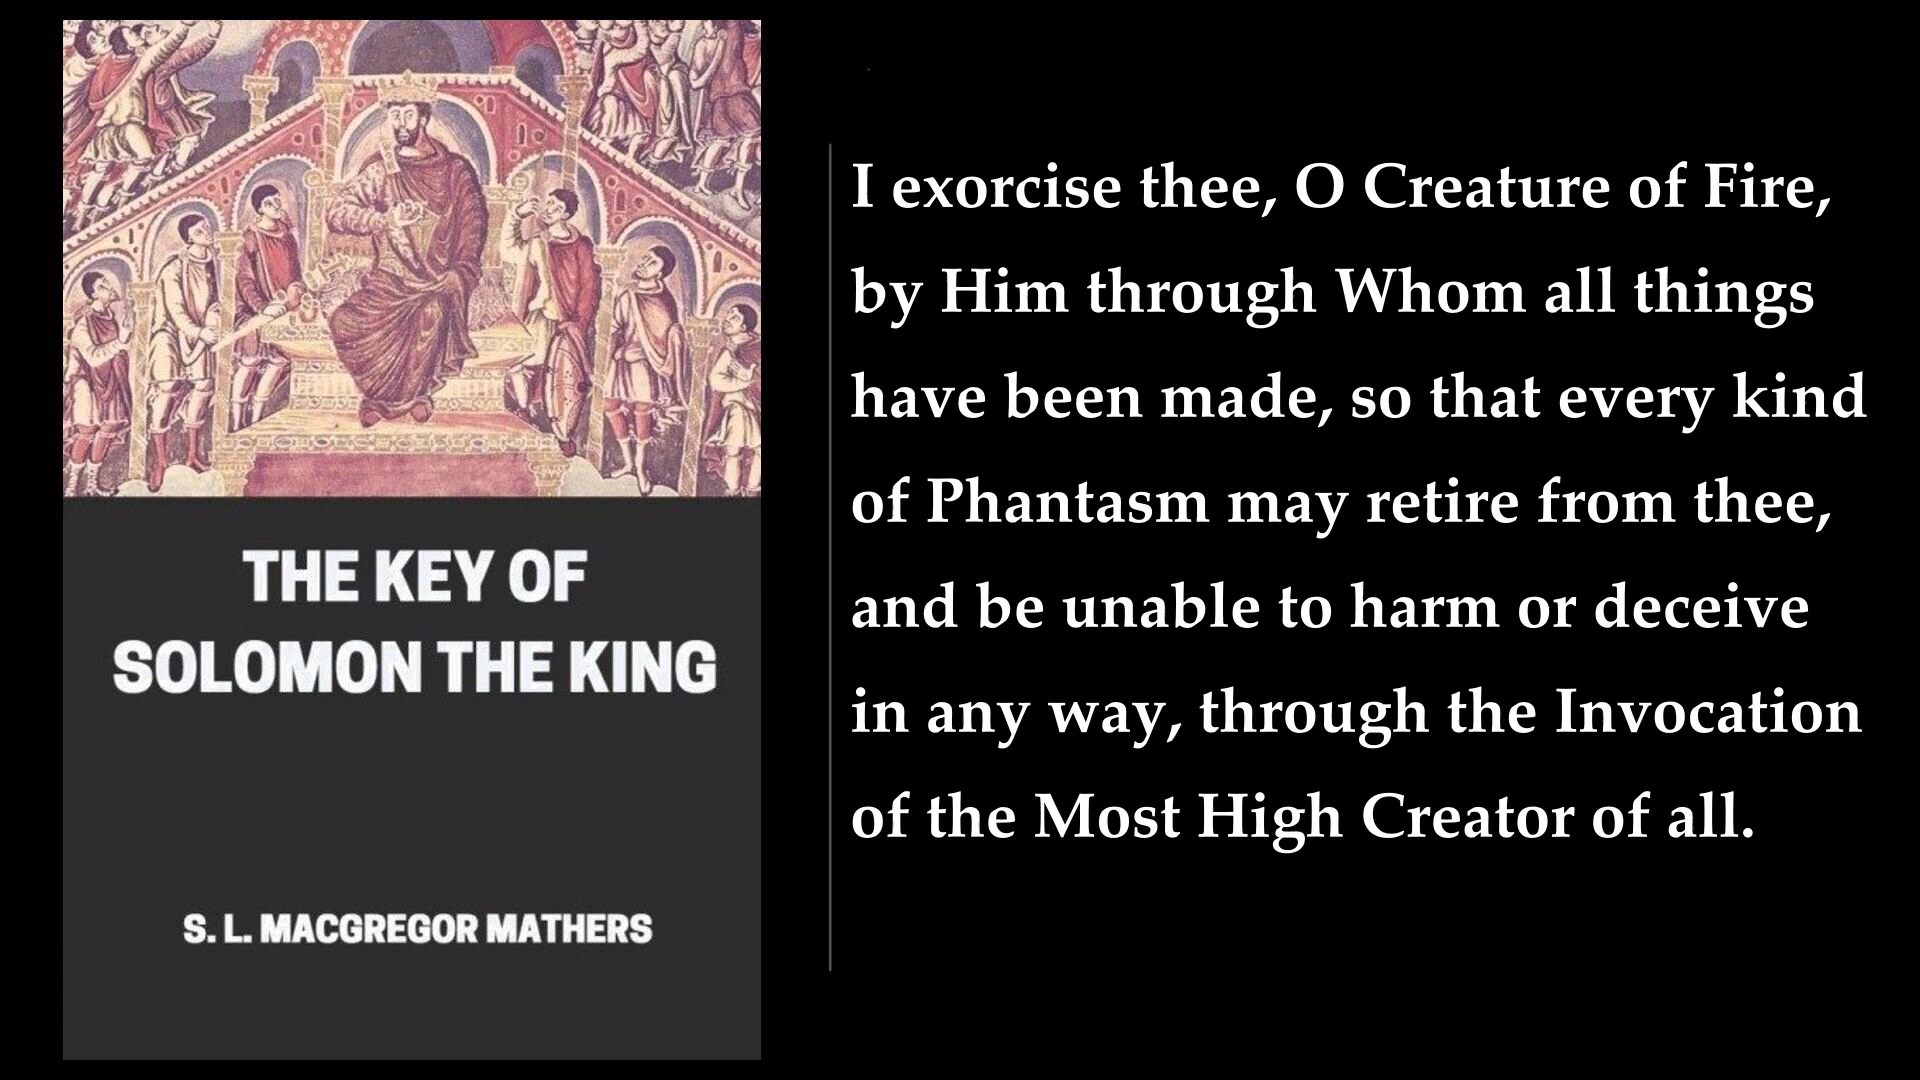 THE KEY OF
SOLOMON THE KING
S. L. MACGREGOR MATHERS
I exorcise thee, O Creature of Fire,
by Him through Whom all things
have been made, so that every kind
of Phantasm may retire from thee,
and be unable to harm or deceive
in any way, through the Invocation
of the Most High Creator of all.